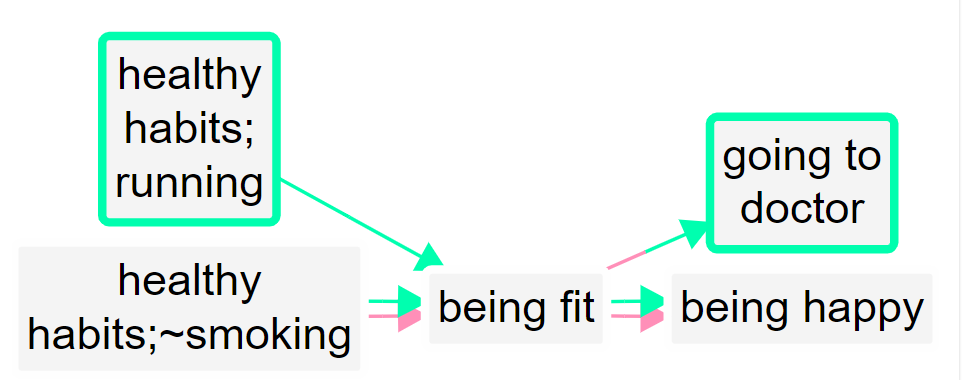 healthy
habits;
running
healthy
habits;~smoking
being fit
going to
doctor
being happy